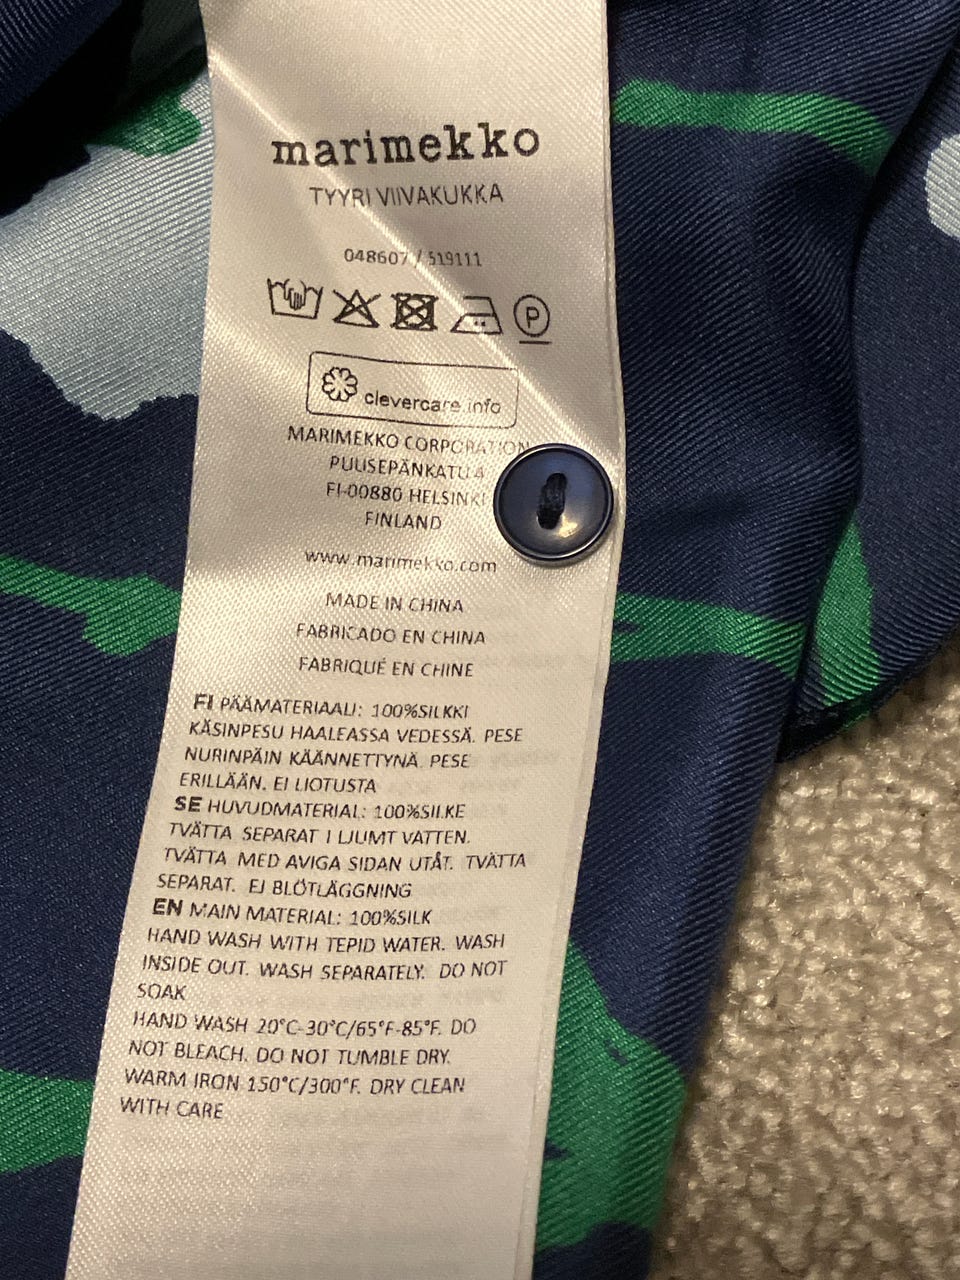 marimekko
TYYRI VIIVAKUKKA
048607 / 519111
P
clevercare.info
MARIMEKKO CORPORATION
PUUSEPÄNKATU 4
FI-00880 HELSINKI
FINLAND
www.marimekko.com
MADE IN CHINA
FABRICADO EN CHINA
FABRIQUÉ EN CHINE
FI PÄÄMATERIAALI: 100%SILKKI
KÄSINPESU HAALEASSA VEDESSÄ. PESE
NURINPÄIN KÄÄNNETTYNÄ. PESE
ERILLÄÄN. EI LIOTUSTA
SE HUVUDMATERIAL: 100%SILKE
TVÄTTA SEPARAT I LJUMT VATTEN.
TVÄTTA MED AVIGA SIDAN UTÅT. TVÄTTA
SEPARAT. EJ BLÖTLÄGGNING
EN MAIN MATERIAL: 100%SILK
HAND WASH WITH TEPID WATER. WASH
INSIDE OUT. WASH SEPARATELY. DO NOT
SOAK
HAND WASH 20°C-30°C/65°F-85°F. DO
NOT BLEACH. DO NOT TUMBLE DRY.
WARM IRON 150°C/300°F. DRY CLEAN
WITH CARE